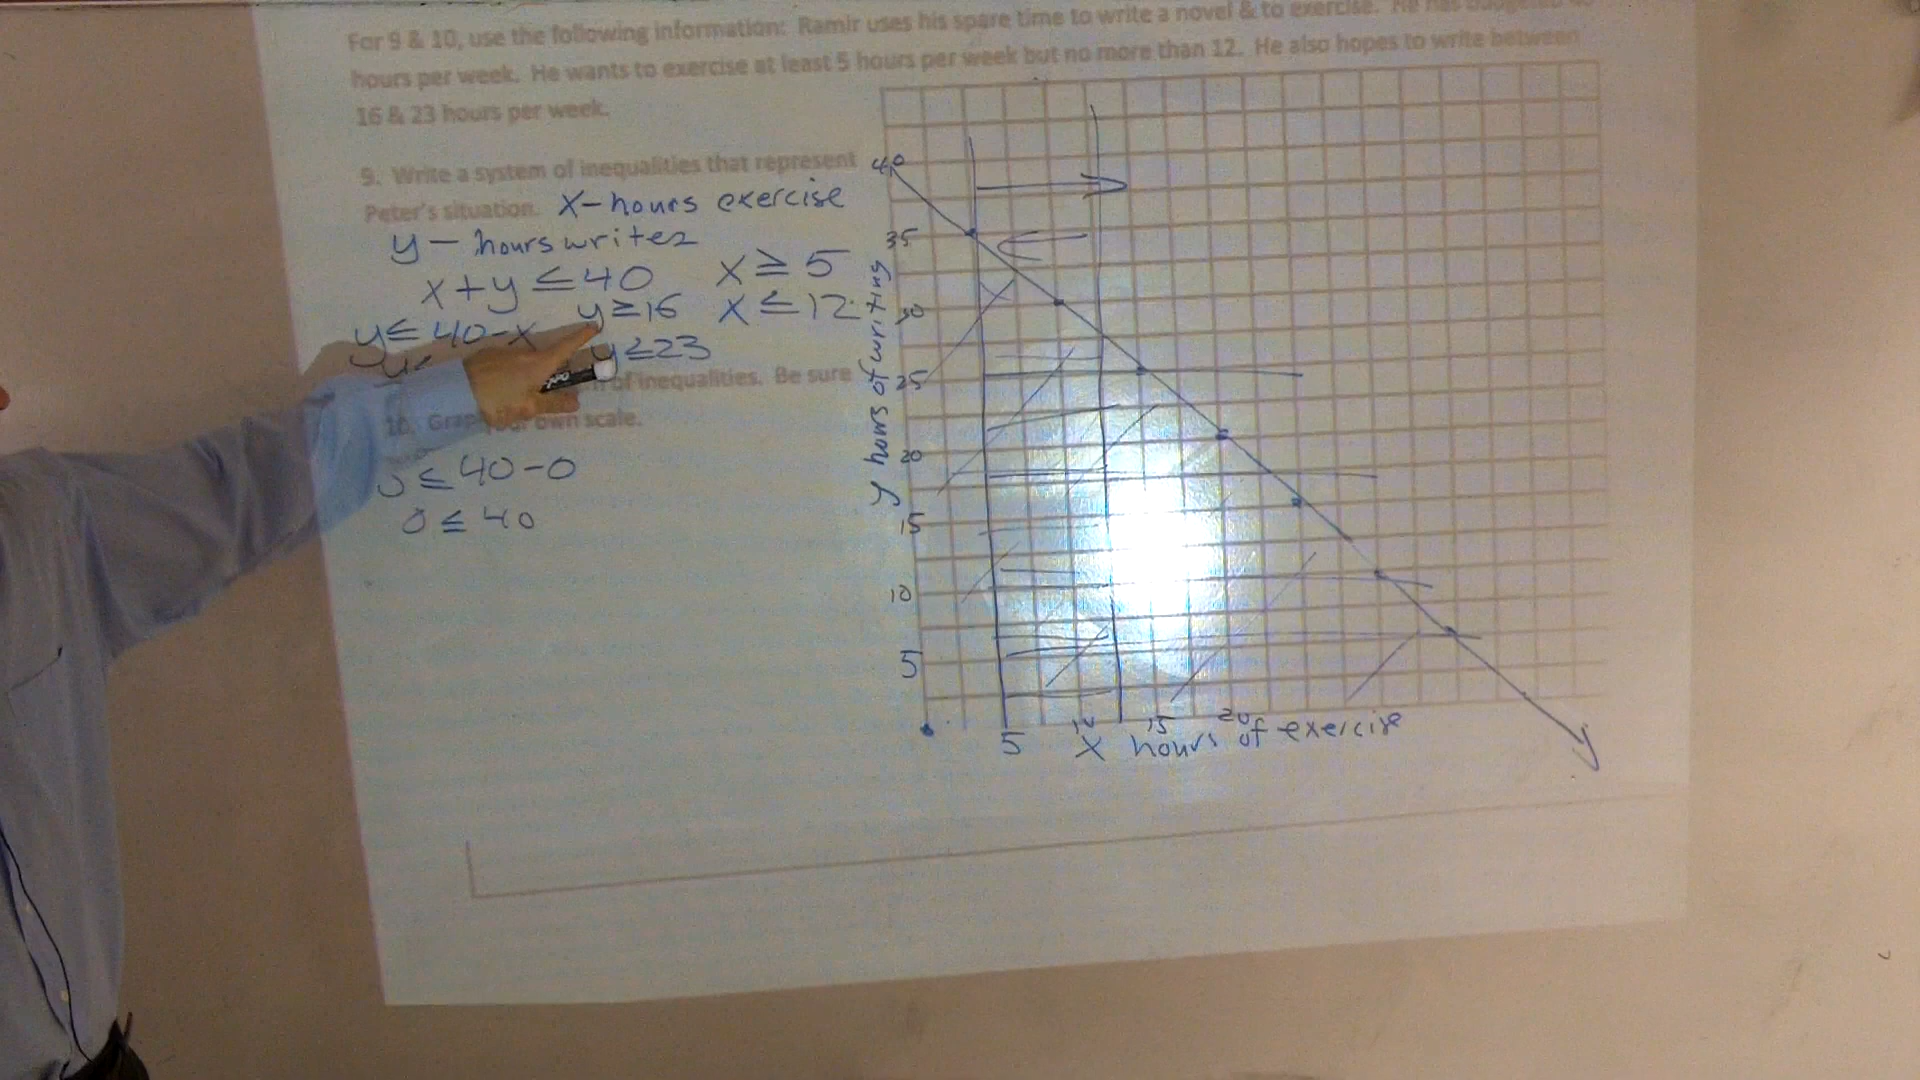 For 9 & 10, use the following information: Ramir uses his spare time to write a novel & to exercise. He has budgeted
hours per week. He wants to exercise at least 5 hours per week but no more than 12. He also hopes to write between
16 & 23 hours per week.
9. Write a system of inequalities that represent
Peter's situation. x-hours exercise
y - hours writes
x+y ≤ 40 x ≥ 5
y ≥ 16 x ≤ 12
y ≤ 40-x
y ≤ 23
of inequalities. Be sure
10. Graph own scale.
≤ 40-0
0 ≤ 40
40
35
30
25
20
15
10
5
y hours of writing
5 10 15 20
x hours of exercise